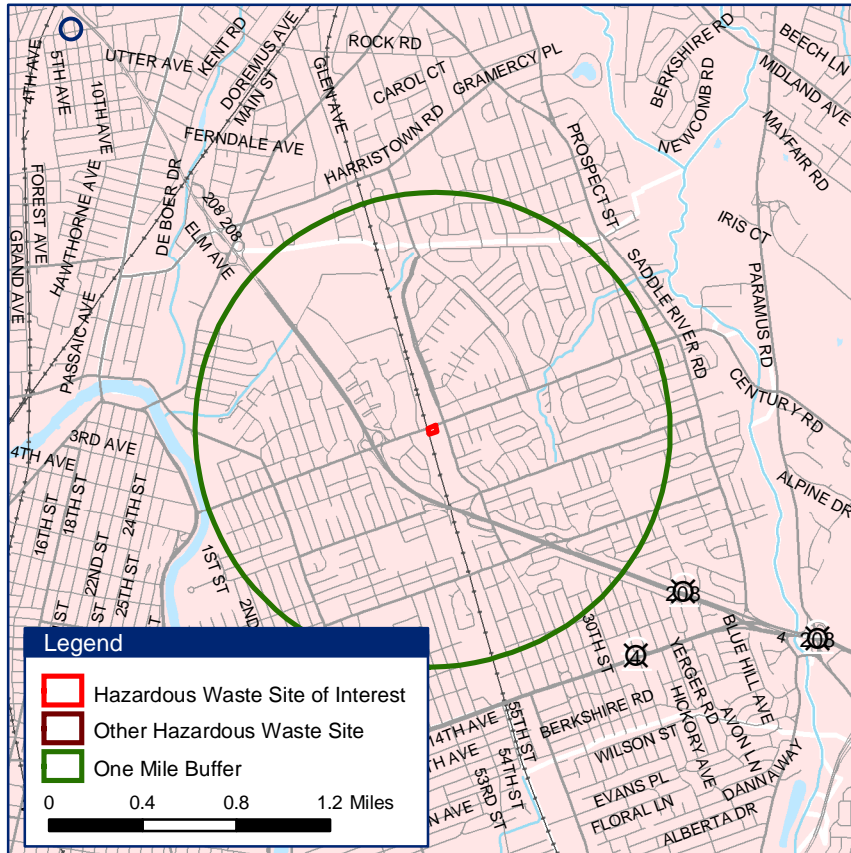 4TH AVE
5TH AVE
UTTER AVE
KENT RD
DOREMUS AVE
MAIN ST
ROCK RD
GLEN AVE
CAROL CT
GRAMERCY PL
BERKSHIRE RD
NEWCOMB RD
BEECH LN
MIDLAND AVE
MAYFAIR RD
10TH AVE
FERNDALE AVE
HARRISTOWN RD
PROSPECT ST
FOREST AVE
HAWTHORNE AVE
GRAND AVE
DE BOER DR
208 208
ELM AVE
IRIS CT
SADDLE RIVER RD
PARAMUS RD
PASSAIC AVE
CENTURY RD
3RD AVE
4TH AVE
16TH ST
18TH ST
24TH ST
22ND ST
25TH ST
ALPINE DR
1ST ST
2ND
ST
ST
T
208
30TH ST
4
4
208
BLUE HILL AVE
YERGER RD
HICKORY AVE
AVON LN
DANNA WAY
14TH AVE
TH AVE
55TH ST
54TH ST
53RD ST
N AVE
BERKSHIRE RD
WILSON ST
EVANS PL
FLORAL LN
ALBERTA DR
Legend
Hazardous Waste Site of Interest
Other Hazardous Waste Site
One Mile Buffer
0 0.4 0.8 1.2 Miles